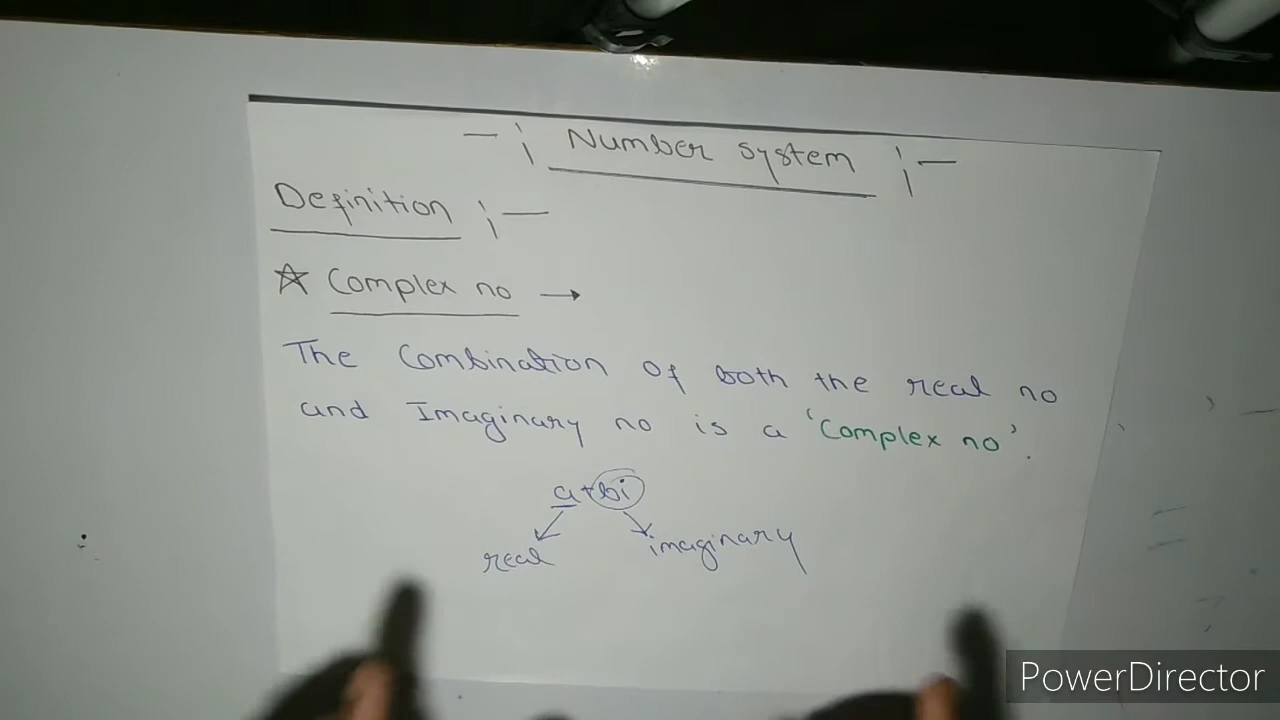 -: Number system :-
Definition :-
☆ Complex no →
The Combination of both the real no
and Imaginary no is a 'Complex no'.
a+bi
real imaginary
PowerDirector